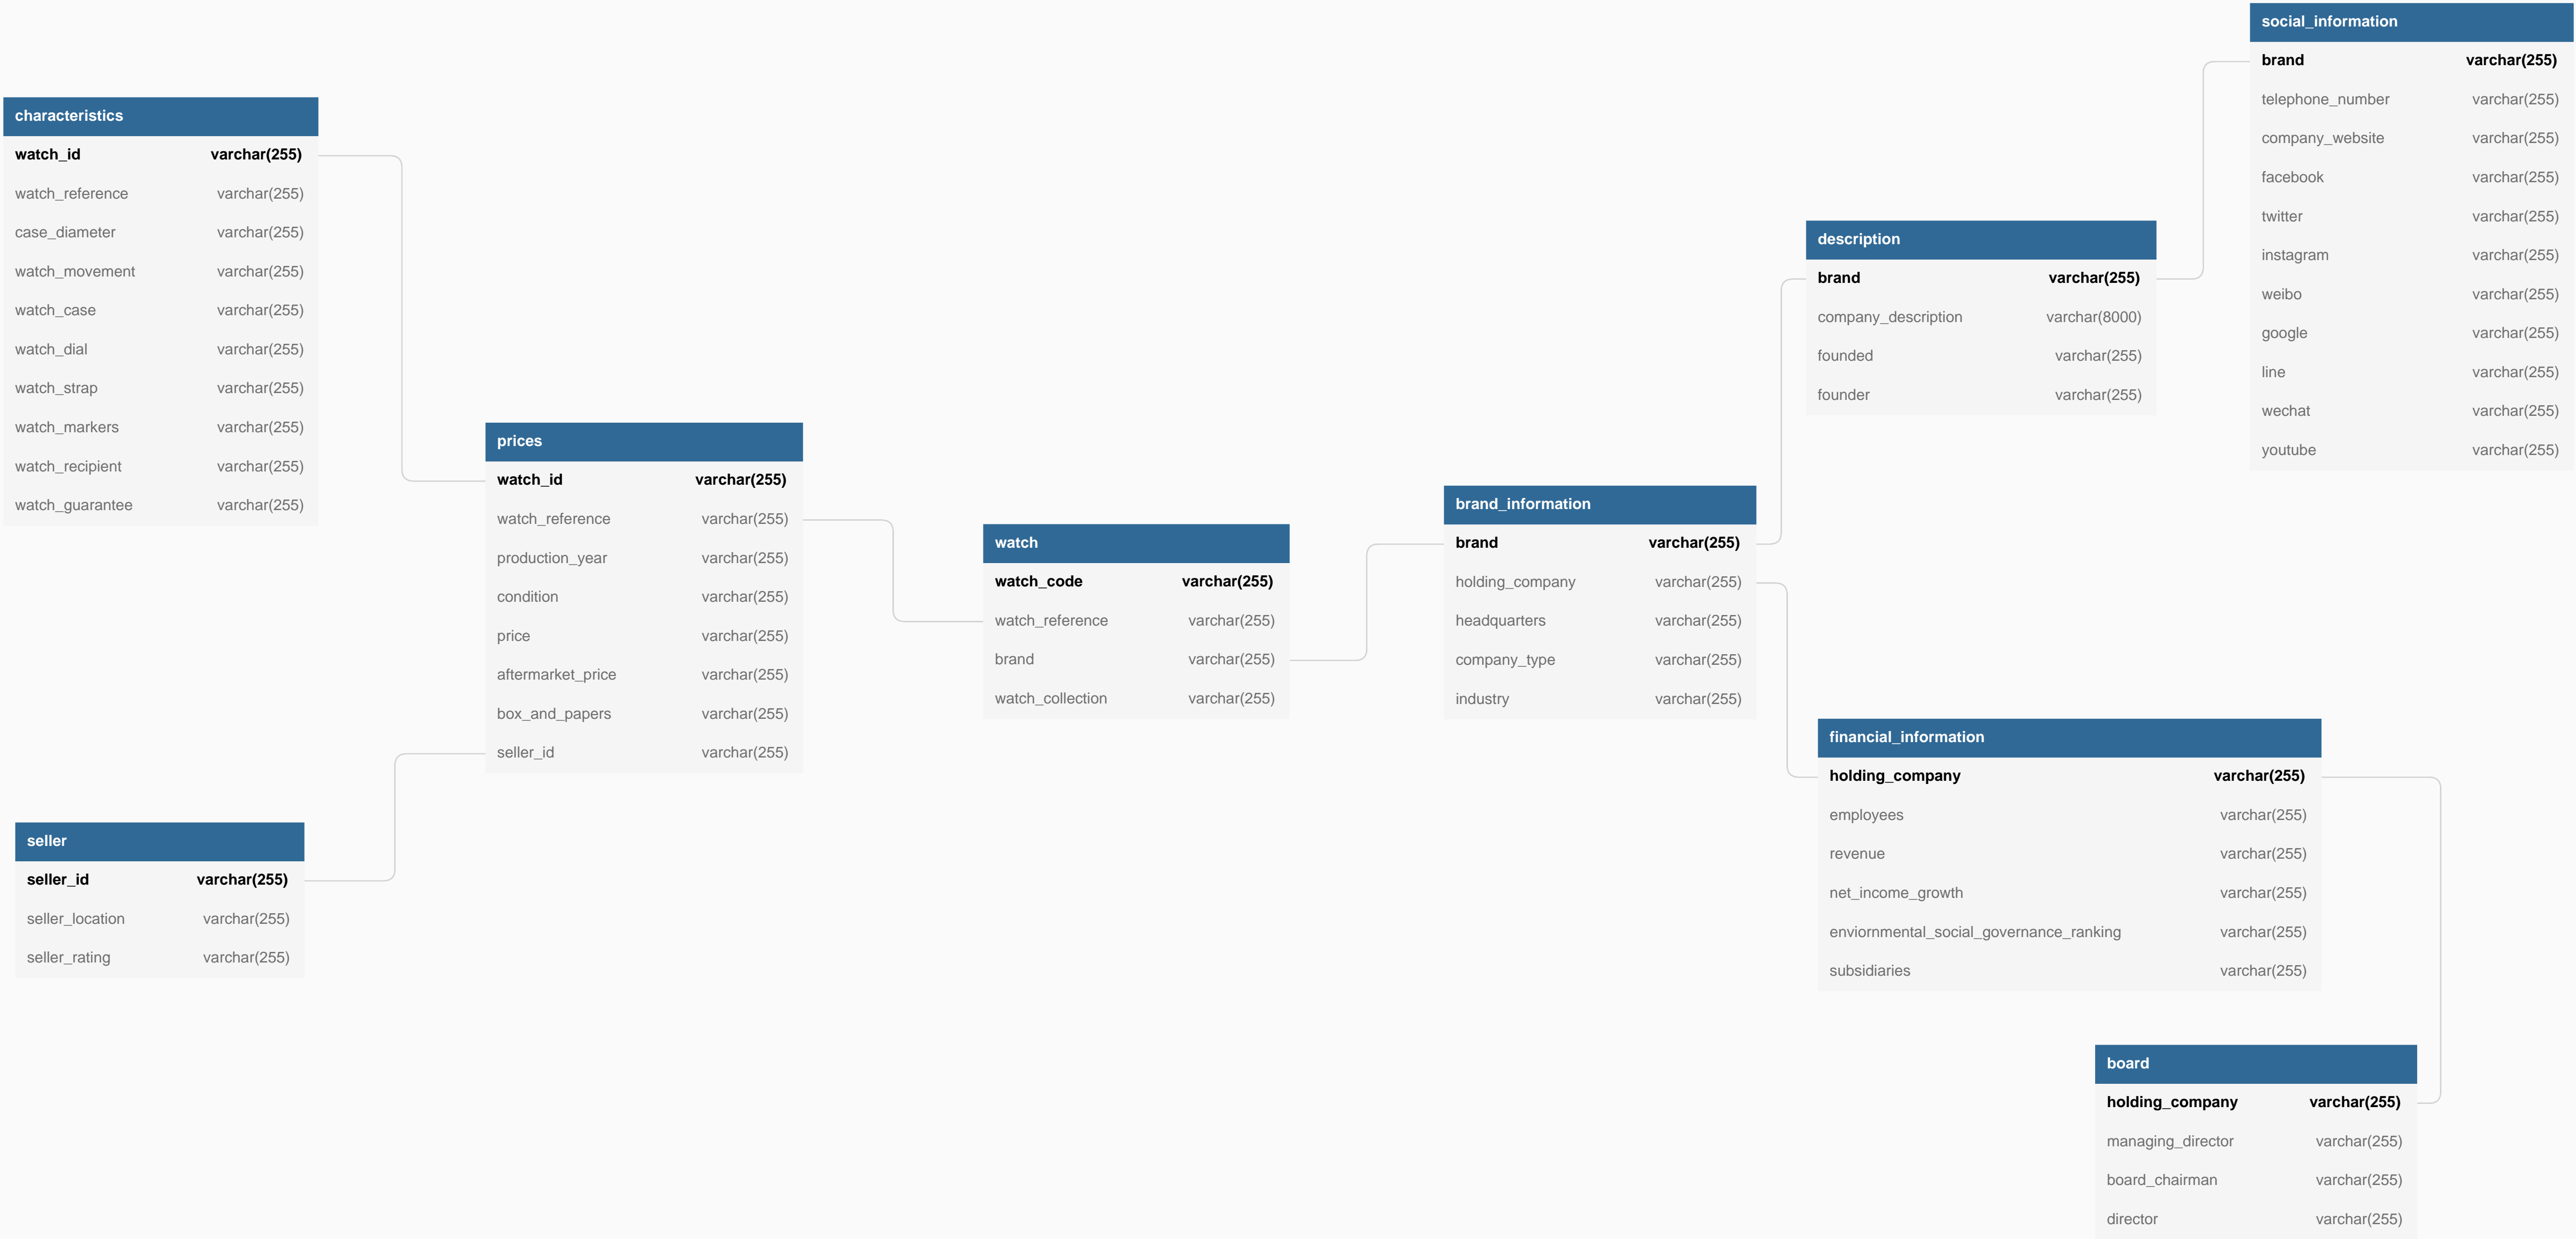 characteristics
watch_id varchar(255)
watch_reference varchar(255)
case_diameter varchar(255)
watch_movement varchar(255)
watch_case varchar(255)
watch_dial varchar(255)
watch_strap varchar(255)
watch_markers varchar(255)
watch_recipient varchar(255)
watch_guarantee varchar(255)
seller
seller_id varchar(255)
seller_location varchar(255)
seller_rating varchar(255)
prices
watch_id varchar(255)
watch_reference varchar(255)
production_year varchar(255)
condition varchar(255)
price varchar(255)
aftermarket_price varchar(255)
box_and_papers varchar(255)
seller_id varchar(255)
watch
watch_code varchar(255)
watch_reference varchar(255)
brand varchar(255)
watch_collection varchar(255)
brand_information
brand varchar(255)
holding_company varchar(255)
headquarters varchar(255)
company_type varchar(255)
industry varchar(255)
description
brand varchar(255)
company_description varchar(8000)
founded varchar(255)
founder varchar(255)
social_information
brand varchar(255)
telephone_number varchar(255)
company_website varchar(255)
facebook varchar(255)
twitter varchar(255)
instagram varchar(255)
weibo varchar(255)
google varchar(255)
line varchar(255)
wechat varchar(255)
youtube varchar(255)
financial_information
holding_company varchar(255)
employees varchar(255)
revenue varchar(255)
net_income_growth varchar(255)
enviornmental_social_governance_ranking varchar(255)
subsidiaries varchar(255)
board
holding_company varchar(255)
managing_director varchar(255)
board_chairman varchar(255)
director varchar(255)